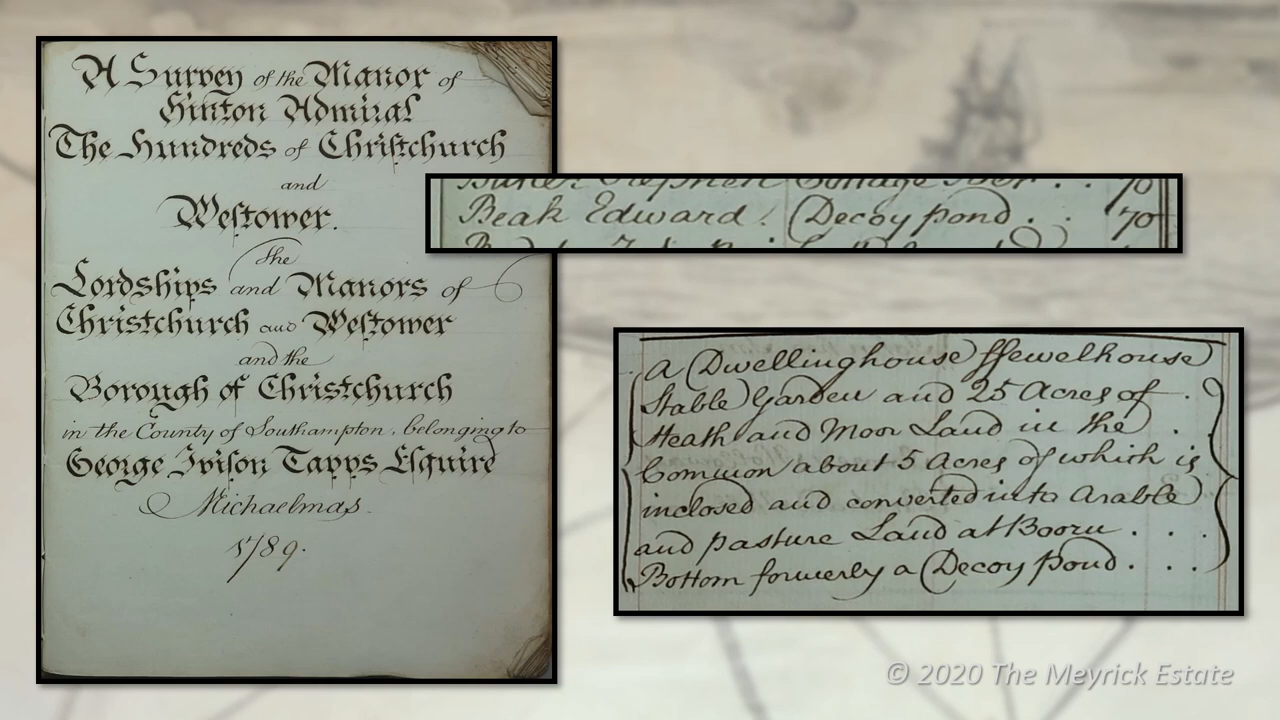 A Survey of the Manor of
Hinton Admiral
The Hundreds of Christchurch
and
Westower.
The
Lordships and Manors of
Christchurch and Westower
and the
Borough of Christchurch
in the County of Southampton, belonging to
George Ivison Tapps Esquire
Michaelmas.
1789.
Cottage 70
Beak Edward. Decoy pond. . . 70
a Dwellinghouse ffewelhouse
Stable Garden and 25 Acres of .
Heath and Moor Land in the .
Common about 5 Acres of which is
inclosed and converted into Arable
and pasture Land at Boorn . . .
Bottom formerly a Decoy pond. . . .
© 2020 The Meyrick Estate